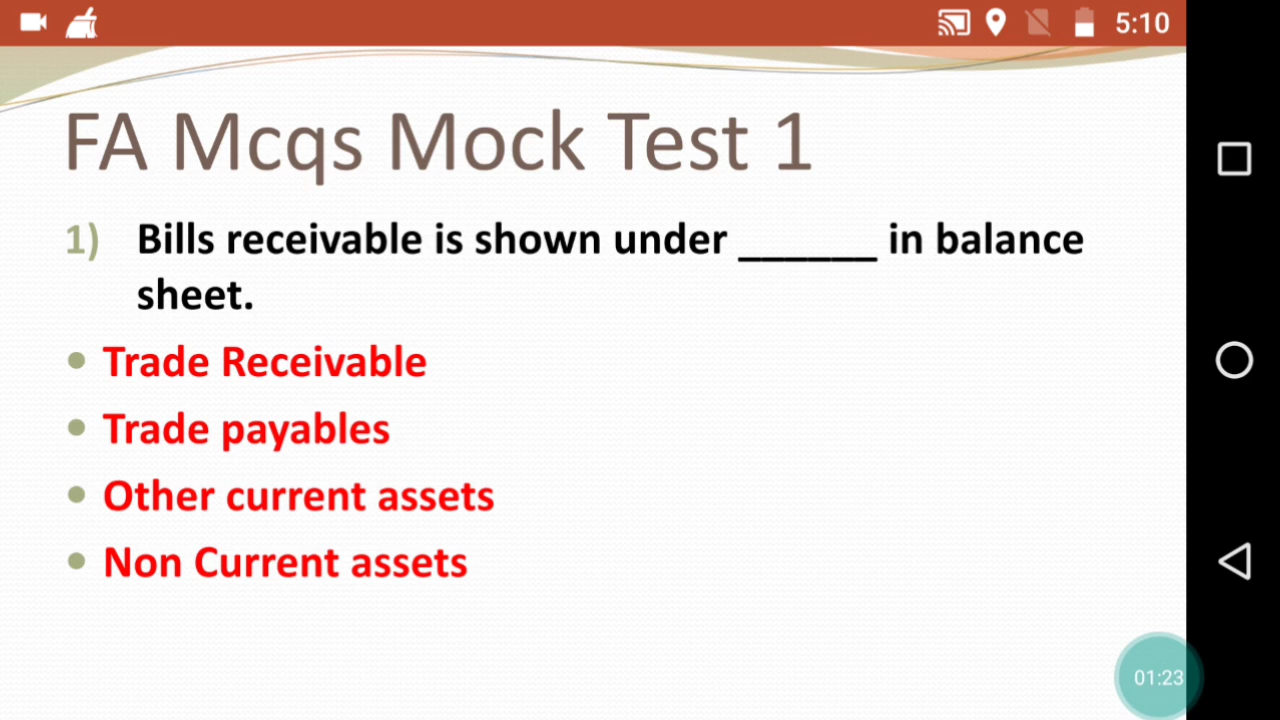 5:10
FA Mcqs Mock Test 1
1) Bills receivable is shown under ______ in balance
sheet.
• Trade Receivable
• Trade payables
• Other current assets
• Non Current assets
01:23